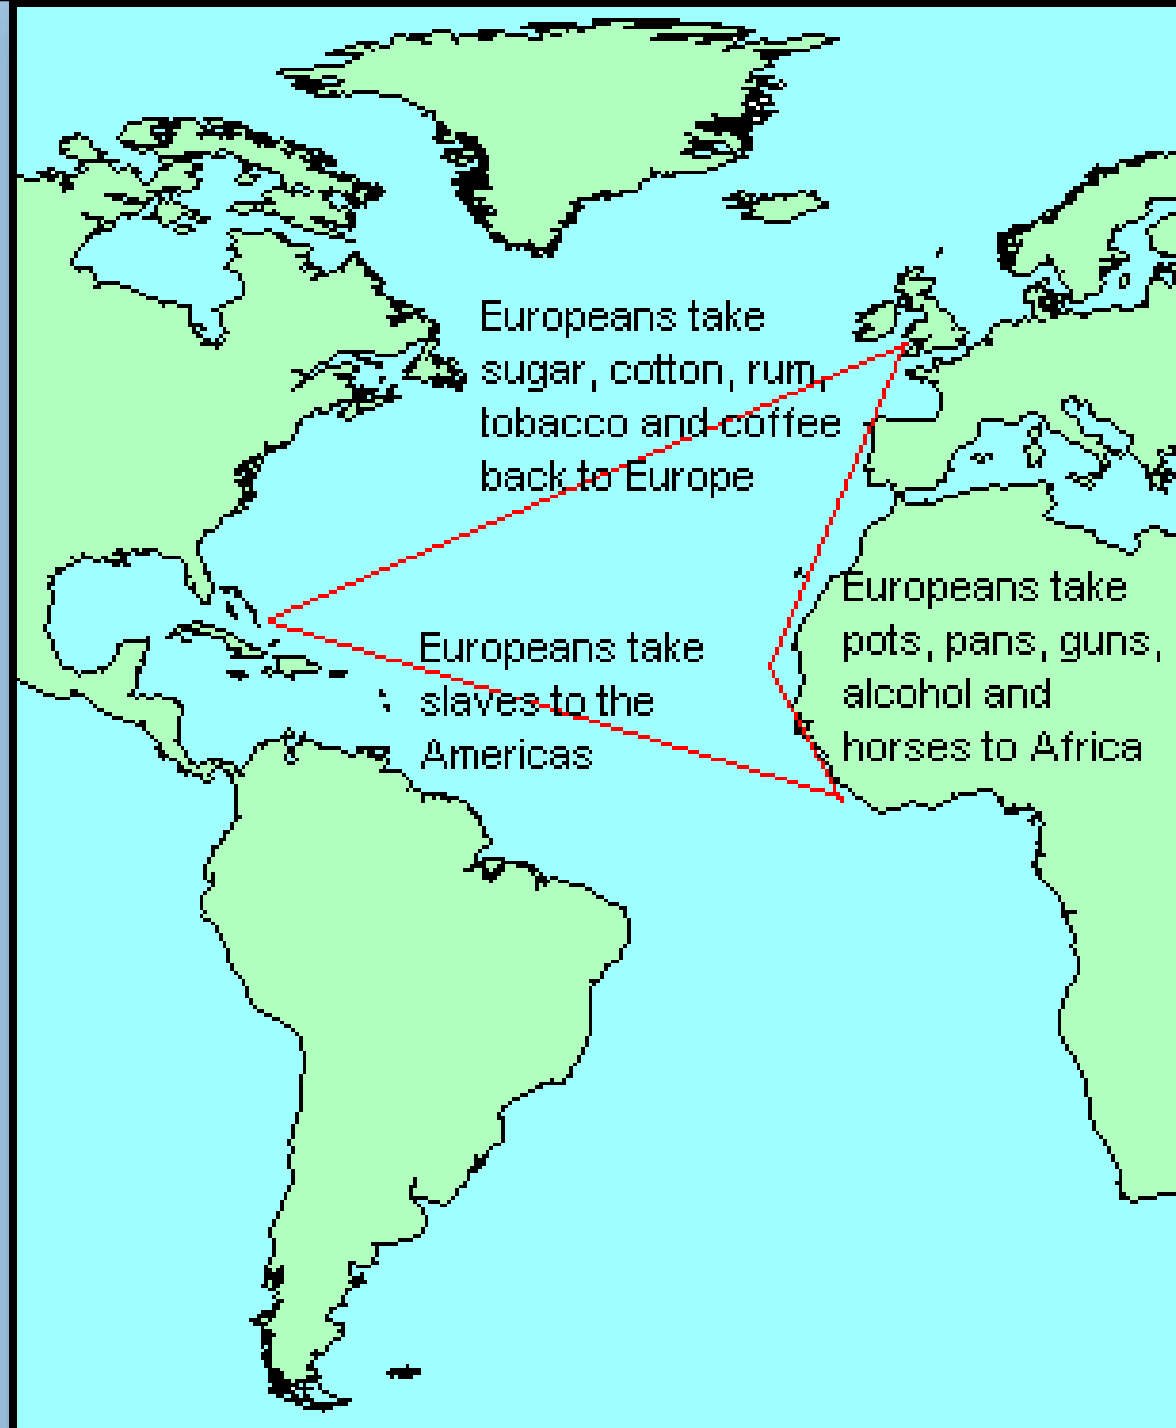 Europeans take
sugar, cotton, rum,
tobacco and coffee
back to Europe
Europeans take
pots, pans, guns,
alcohol and
horses to Africa
Europeans take
slaves to the
Americas